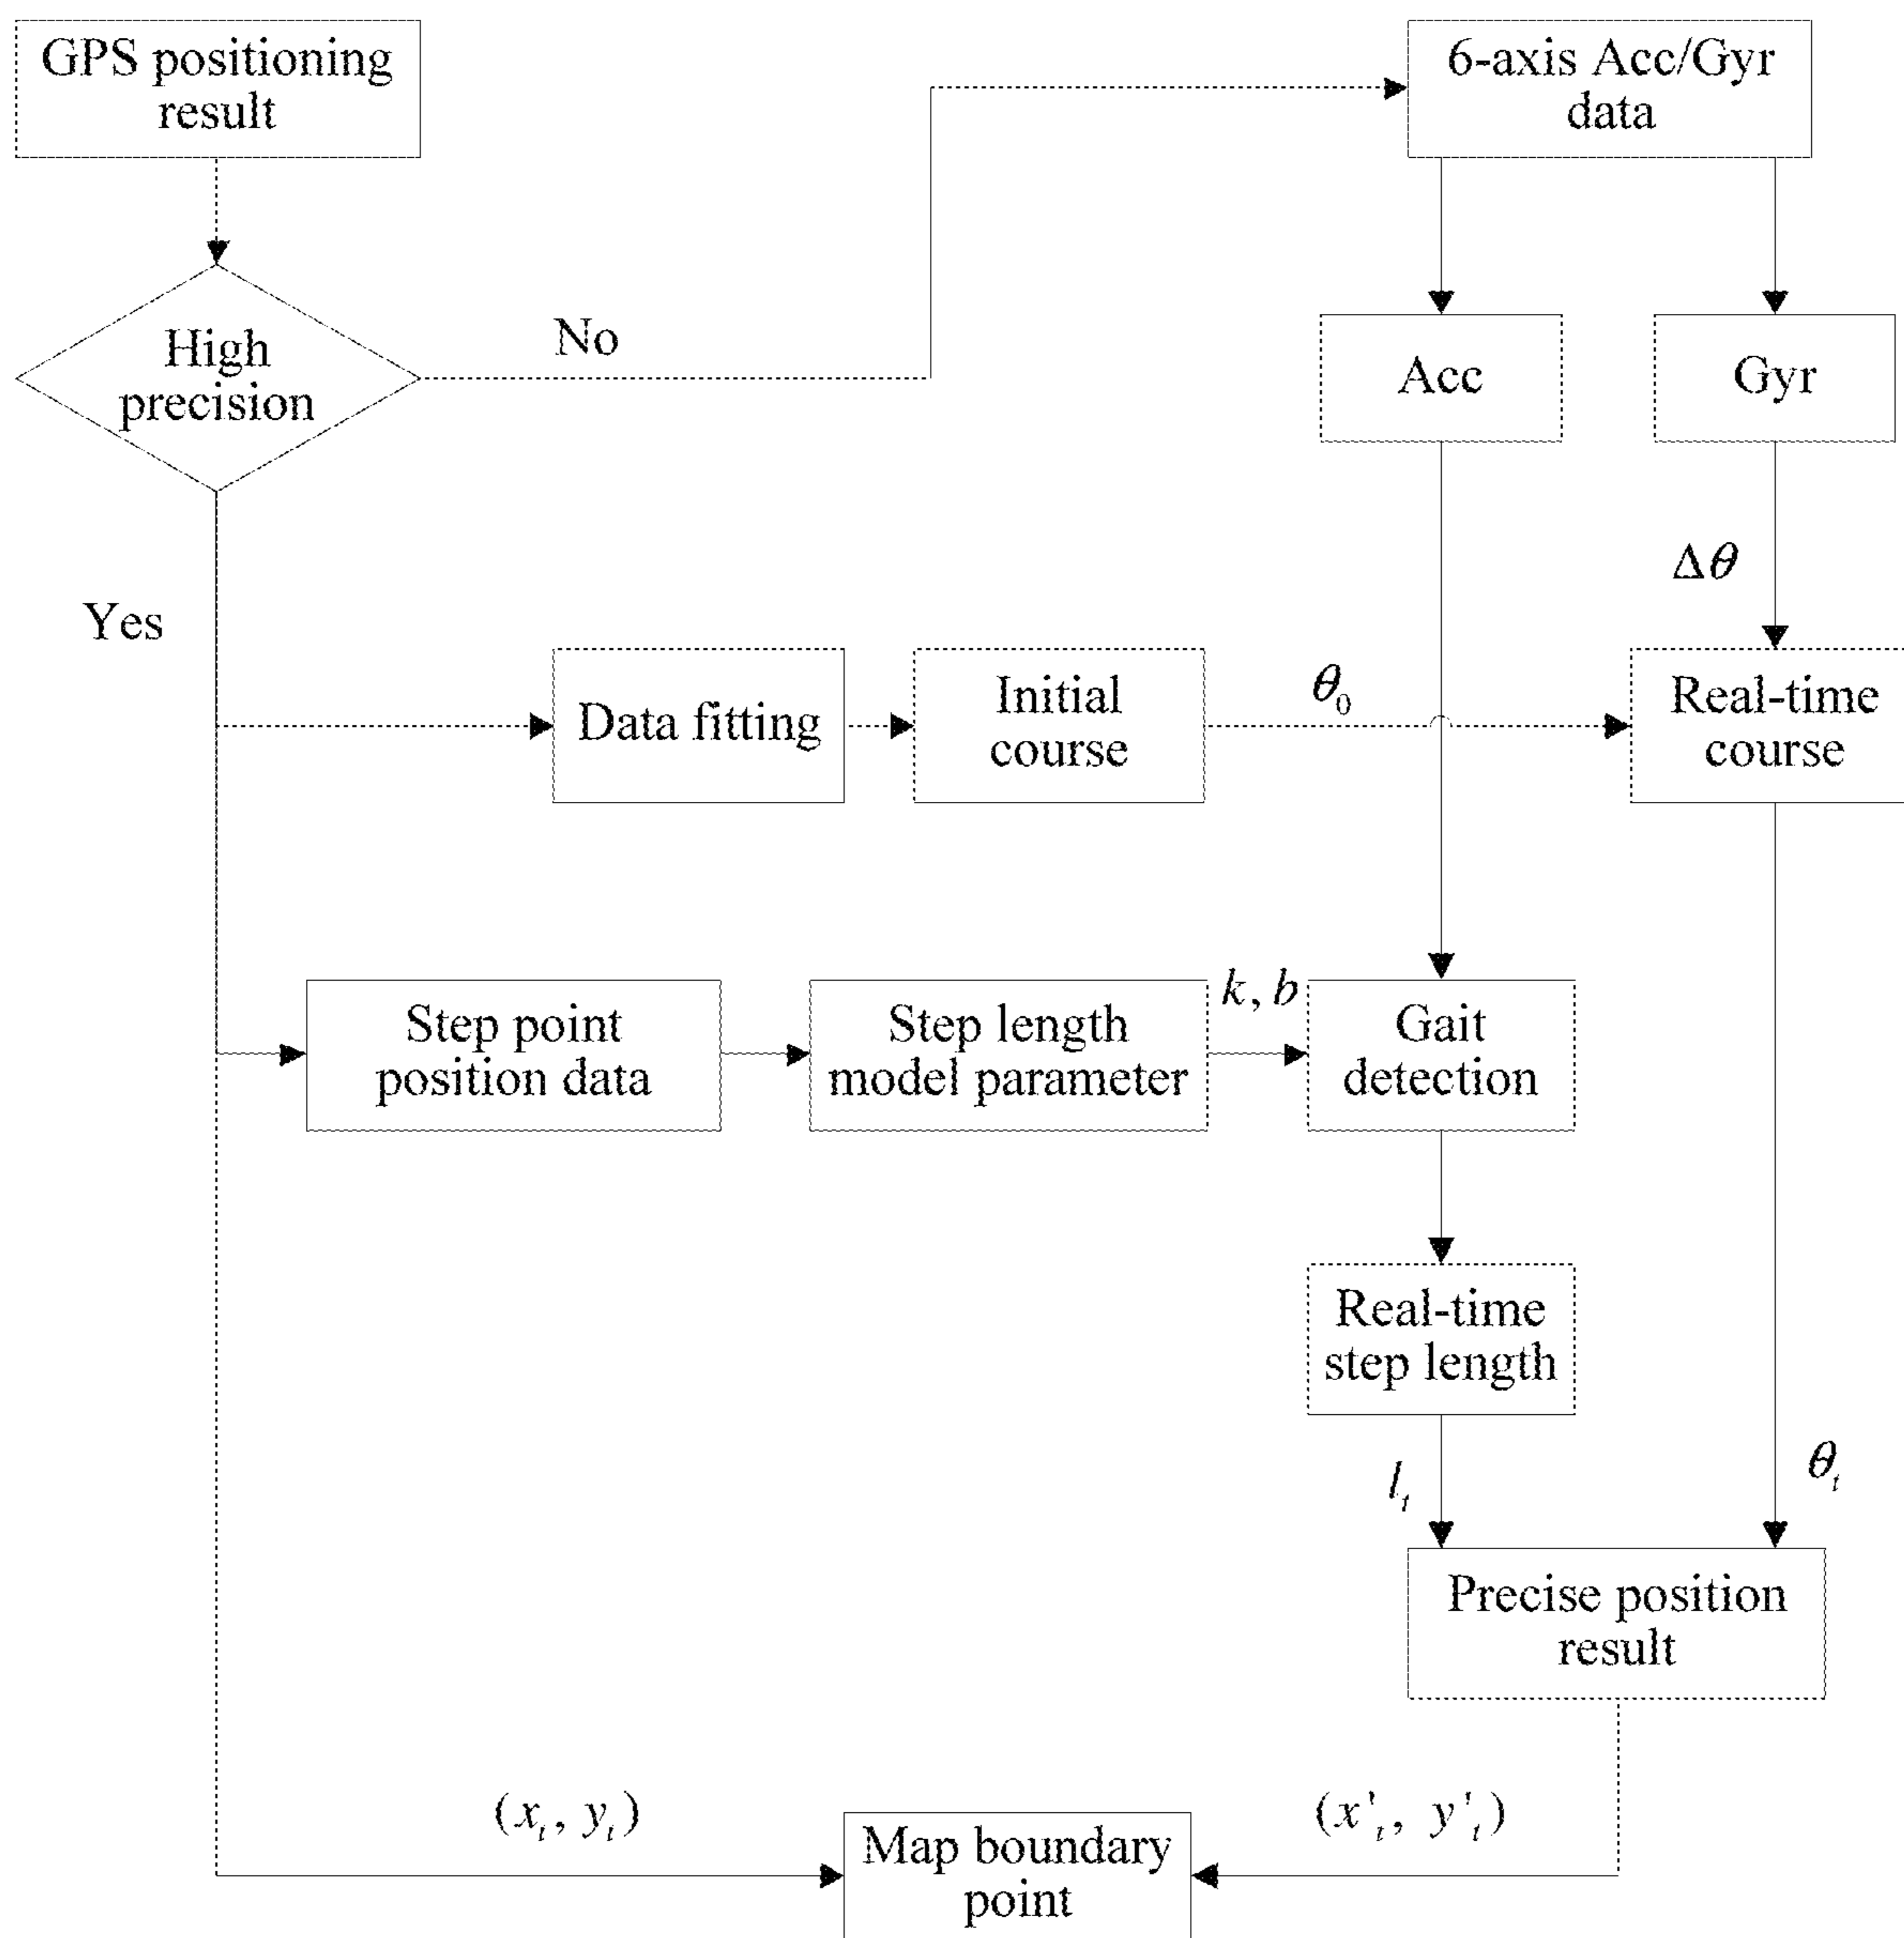 GPS positioning
result
6-axis Acc/Gyr
data
High
precision
No
Acc
Gyr
Δθ
Yes
Data fitting
Initial
course
θ₀
Real-time
course
Step point
position data
Step length
model parameter
k, b
Gait
detection
Real-time
step length
lₜ
θₜ
Precise position
result
(xₜ, yₜ)
(x'ₜ, y'ₜ)
Map boundary
point